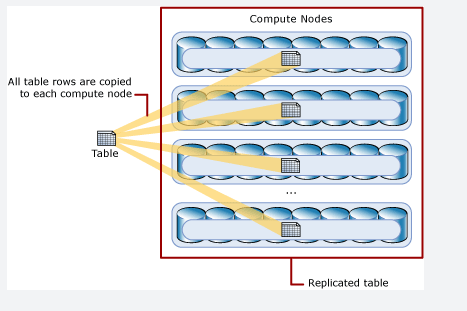 Compute Nodes
All table rows are copied
to each compute node
Table
...
Replicated table